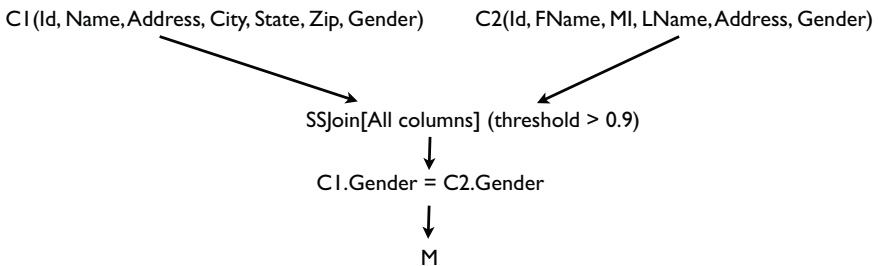 C1(Id, Name, Address, City, State, Zip, Gender) C2(Id, FName, MI, LName, Address, Gender)
SSJoin[All columns] (threshold > 0.9)
C1.Gender = C2.Gender
M